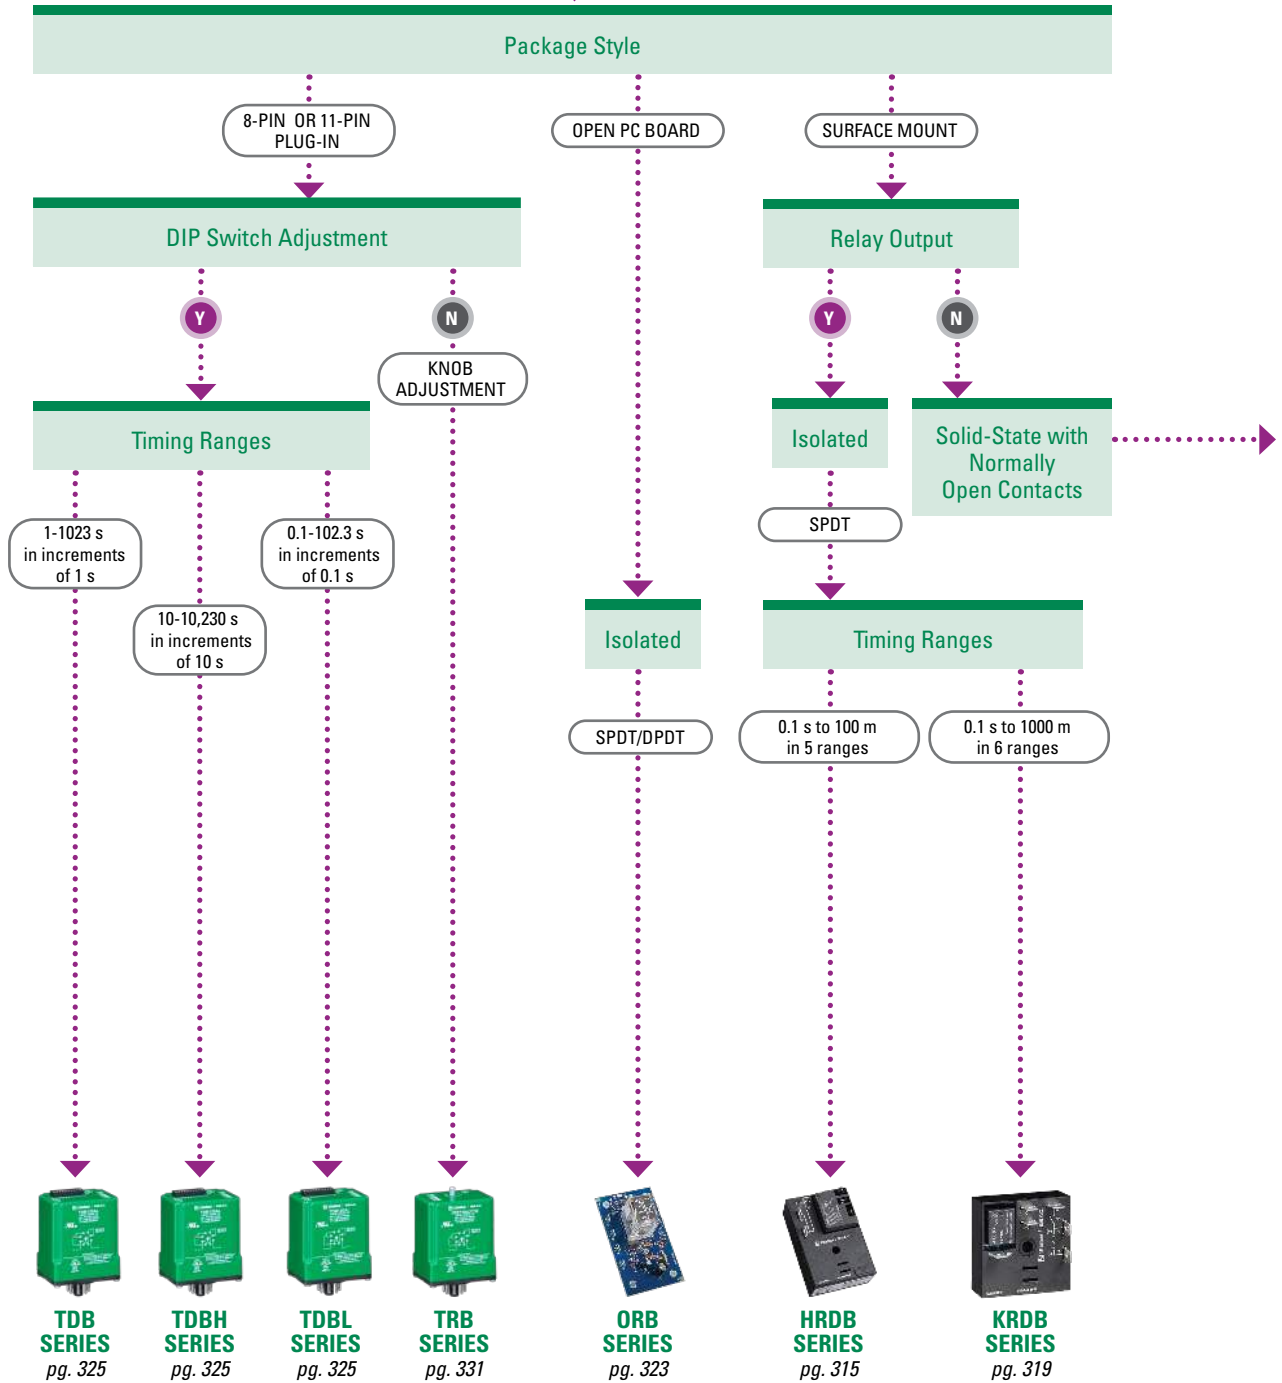 Package Style
8-PIN OR 11-PIN
PLUG-IN
OPEN PC BOARD
SURFACE MOUNT
DIP Switch Adjustment
Relay Output
Y
N
Y
N
KNOB
ADJUSTMENT
Timing Ranges
Isolated
Solid-State with
Normally
Open Contacts
1-1023 s
in increments
of 1 s
0.1-102.3 s
in increments
of 0.1 s
SPDT
10-10,230 s
in increments
of 10 s
Isolated
Timing Ranges
SPDT/DPDT
0.1 s to 100 m
in 5 ranges
0.1 s to 1000 m
in 6 ranges
TDB
SERIES
pg. 325
TDBH
SERIES
pg. 325
TDBL
SERIES
pg. 325
TRB
SERIES
pg. 331
ORB
SERIES
pg. 323
HRDB
SERIES
pg. 315
KRDB
SERIES
pg. 319